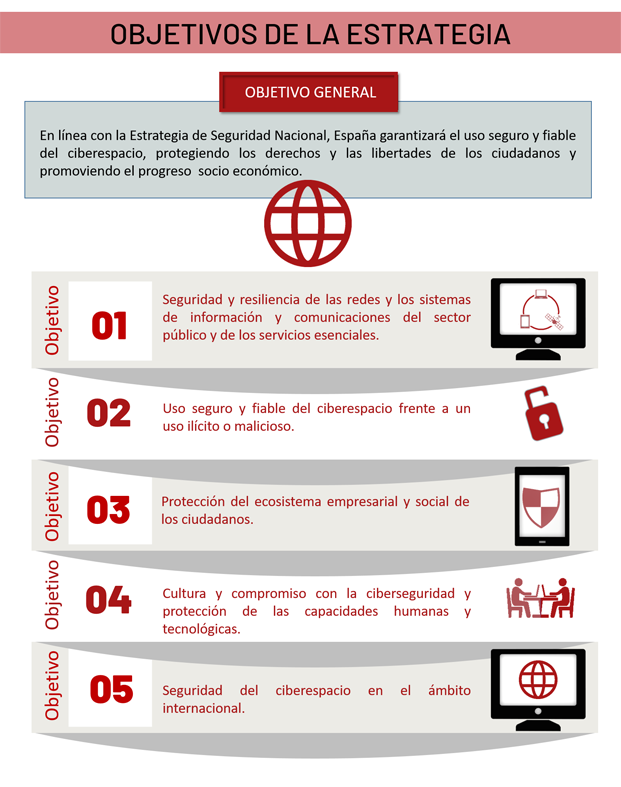 OBJETIVOS DE LA ESTRATEGIA
OBJETIVO GENERAL
En línea con la Estrategia de Seguridad Nacional, España garantizará el uso seguro y fiable
del ciberespacio, protegiendo los derechos y las libertades de los ciudadanos y
promoviendo el progreso socio económico.
Objetivo
01
Seguridad y resiliencia de las redes y los sistemas
de información y comunicaciones del sector
público y de los servicios esenciales.
Objetivo
02
Uso seguro y fiable del ciberespacio frente a un
uso ilícito o malicioso.
Objetivo
03
Protección del ecosistema empresarial y social de
los ciudadanos.
Objetivo
04
Cultura y compromiso con la ciberseguridad y
protección de las capacidades humanas y
tecnológicas.
Objetivo
05
Seguridad del ciberespacio en el ámbito
internacional.